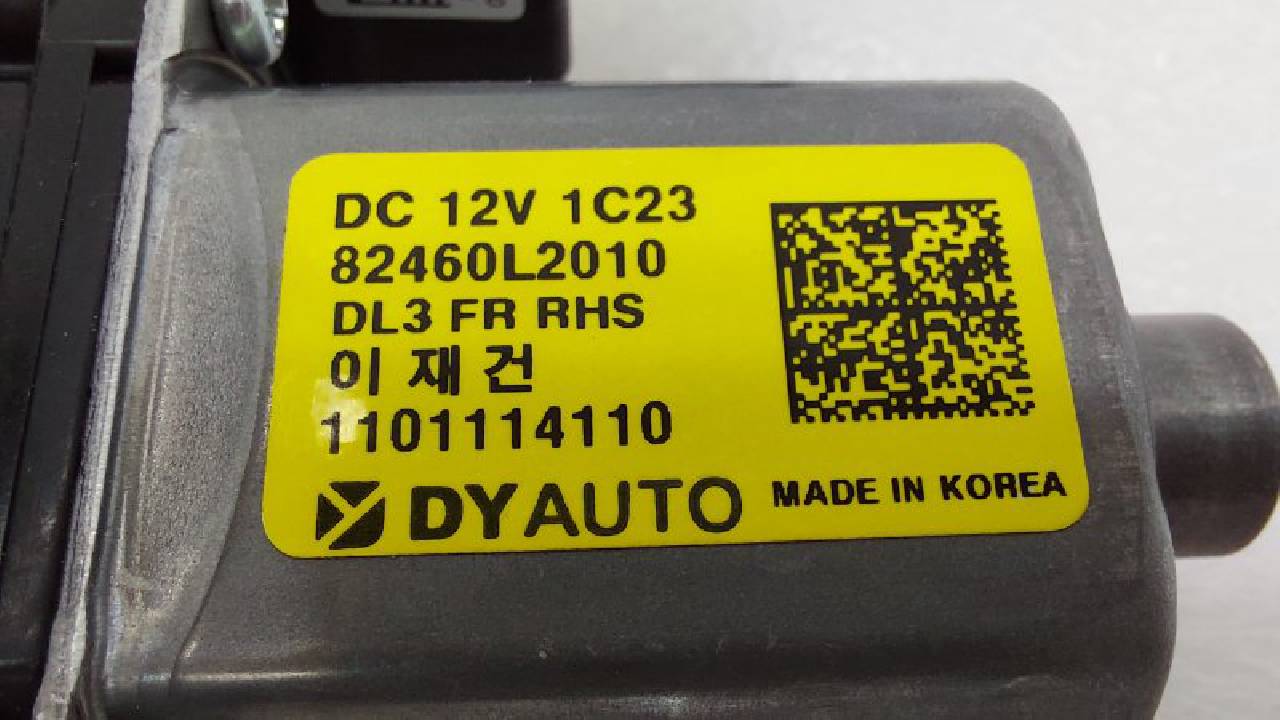 DC 12V 1C23
82460L2010
DL3 FR RHS
이 재 건
1101114110
DYAUTO
MADE IN KOREA